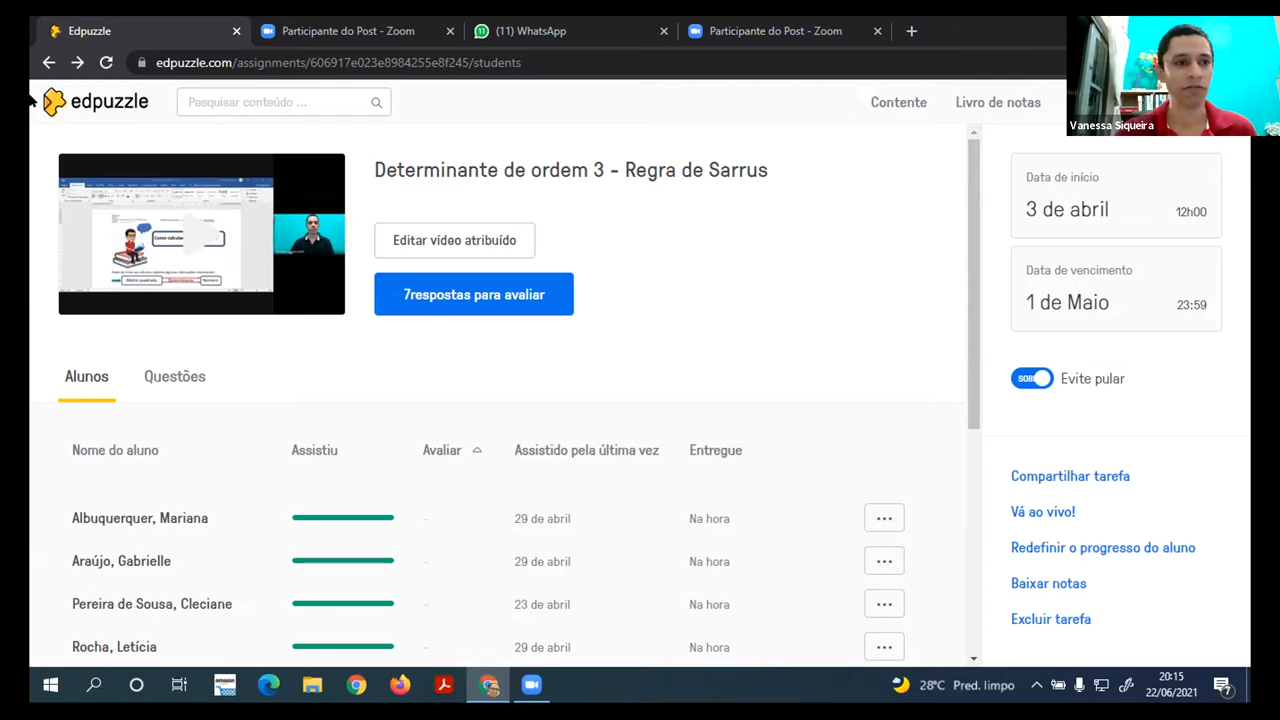 Edpuzzle
Participante do Post - Zoom
(11) WhatsApp
Participante do Post - Zoom
edpuzzle.com/assignments/606917e023e8984255e8f245/students
edpuzzle
Pesquisar conteúdo ...
Contente
Livro de notas
Vanessa Siqueira
Determinante de ordem 3 - Regra de Sarrus
Editar vídeo atribuído
7respostas para avaliar
Data de início
3 de abril
12h00
Data de vencimento
1 de Maio
23:59
Evite pular
Alunos
Questões
Nome do aluno
Assistiu
Avaliar
Assistido pela última vez
Entregue
Albuquerquer, Mariana
-
29 de abril
Na hora
...
Araújo, Gabrielle
-
29 de abril
Na hora
...
Pereira de Sousa, Cleciane
-
23 de abril
Na hora
...
Rocha, Letícia
-
29 de abril
Na hora
...
Compartilhar tarefa
Vá ao vivo!
Redefinir o progresso do aluno
Baixar notas
Excluir tarefa
amazon
28°C Pred. limpo
20:15
22/06/2021
7